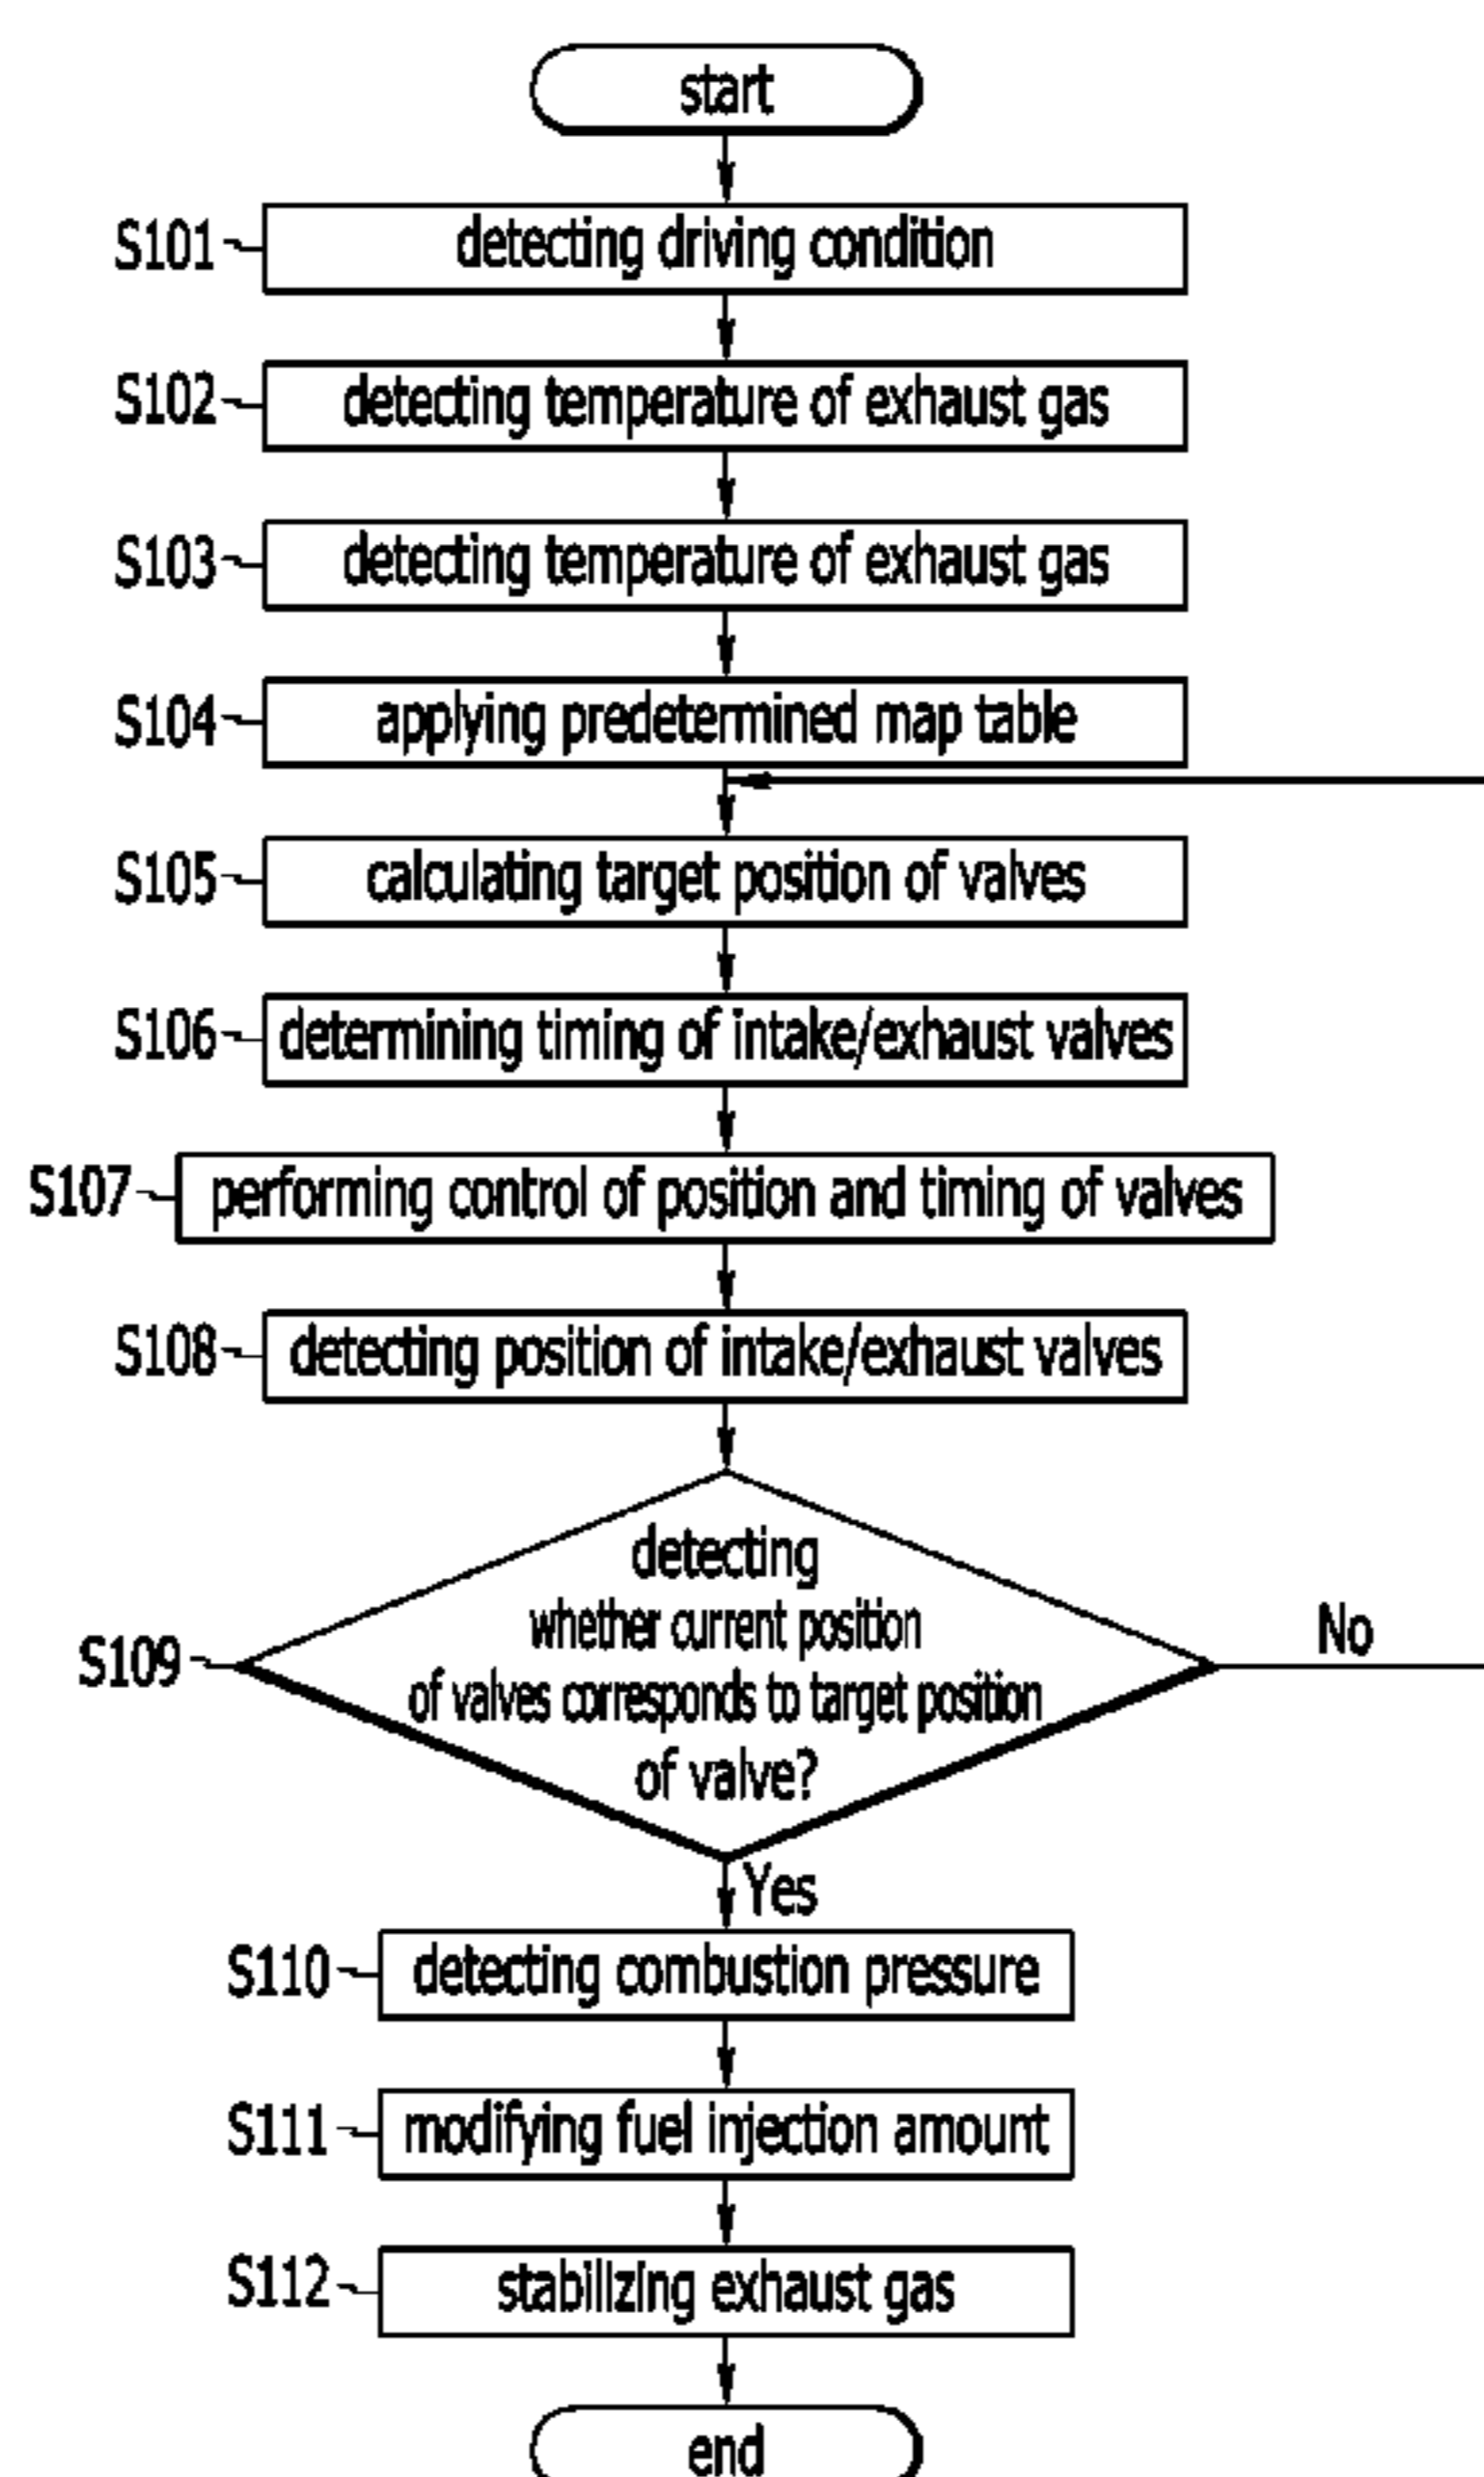 start
S101 detecting driving condition
S102 detecting temperature of exhaust gas
S103 detecting temperature of exhaust gas
S104 applying predetermined map table
S105 calculating target position of valves
S106 determining timing of intake/exhaust valves
S107 performing control of position and timing of valves
S108 detecting position of intake/exhaust valves
detecting
whether current position
S109 of valves corresponds to target position
of valve?
No
Yes
S110 detecting combustion pressure
S111 modifying fuel injection amount
S112 stabilizing exhaust gas
end